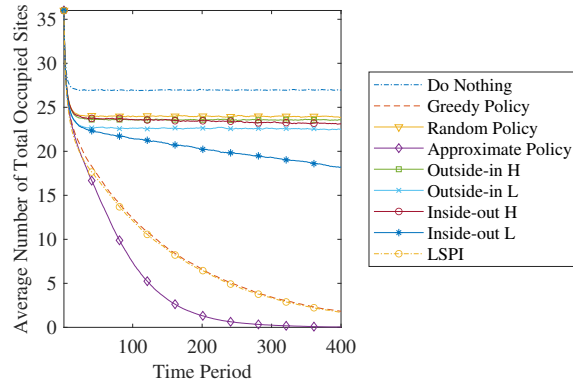 Average Number of Total Occupied Sites
35
30
25
20
15
10
5
0
100
200
300
400
Time Period
Do Nothing
Greedy Policy
Random Policy
Approximate Policy
Outside-in H
Outside-in L
Inside-out H
Inside-out L
LSPI